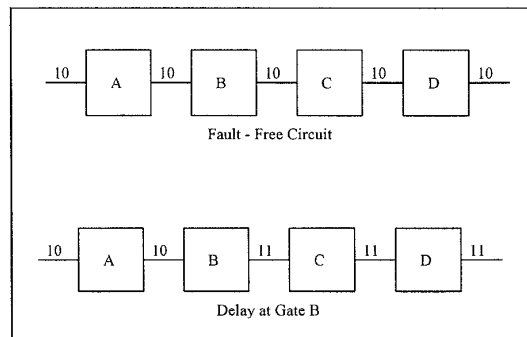 10 10 10 10 10
A B C D
Fault - Free Circuit
10 10 11 11 11
A B C D
Delay at Gate B